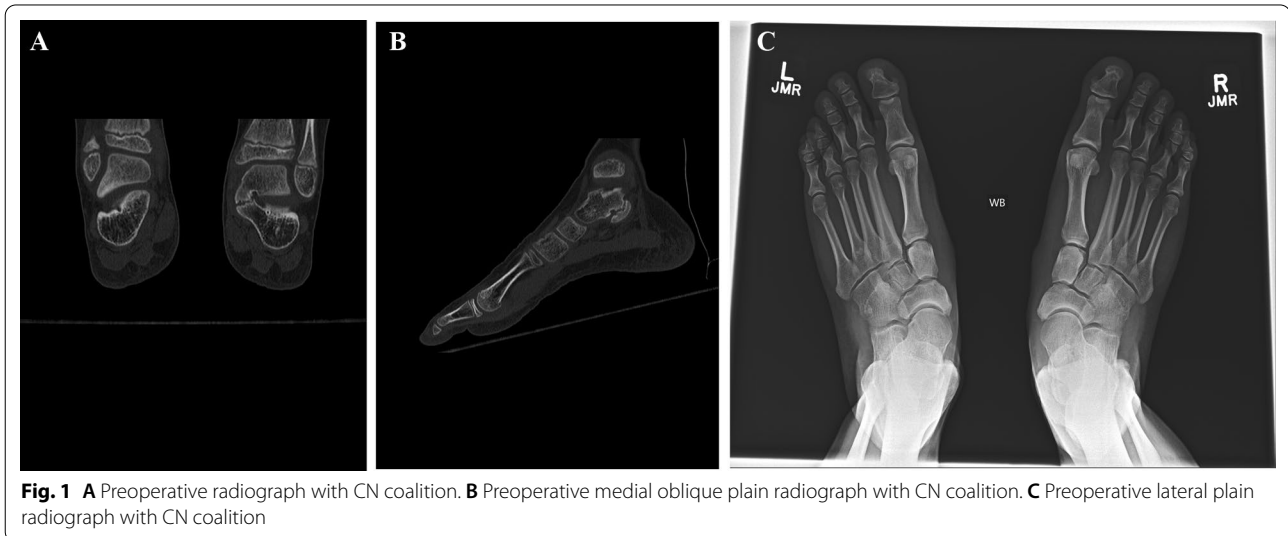 A
B
C
L
JMR
R
JMR
WB
Fig. 1 A Preoperative radiograph with CN coalition. B Preoperative medial oblique plain radiograph with CN coalition. C Preoperative lateral plain
radiograph with CN coalition